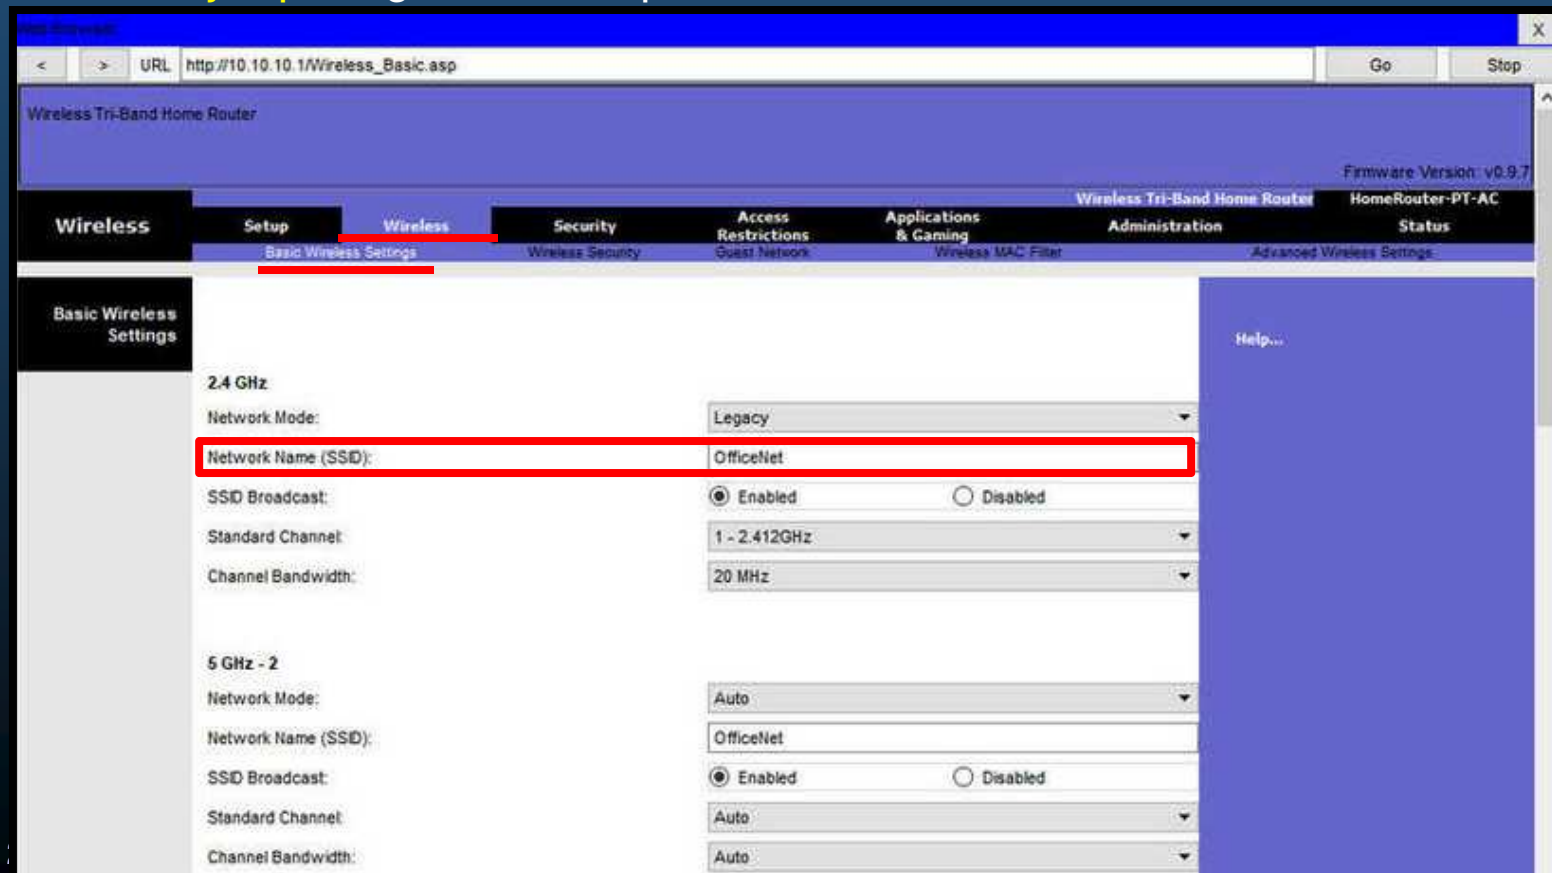 X
< > URL http://10.10.10.1/Wireless_Basic.asp Go Stop
Wireless Tri-Band Home Router
Firmware Version: v0.9.7
Wireless Tri-Band Home Router HomeRouter-PT-AC
Wireless Setup Wireless Security Access Restrictions Applications & Gaming Administration Status
Basic Wireless Settings Wireless Security Guest Network Wireless MAC Filter Advanced Wireless Settings
Basic Wireless
Settings
Help...
2.4 GHz
Network Mode: Legacy
Network Name (SSID): OfficeNet
SSID Broadcast: Enabled Disabled
Standard Channel: 1 - 2.412GHz
Channel Bandwidth: 20 MHz
5 GHz - 2
Network Mode: Auto
Network Name (SSID): OfficeNet
SSID Broadcast: Enabled Disabled
Standard Channel: Auto
Channel Bandwidth: Auto